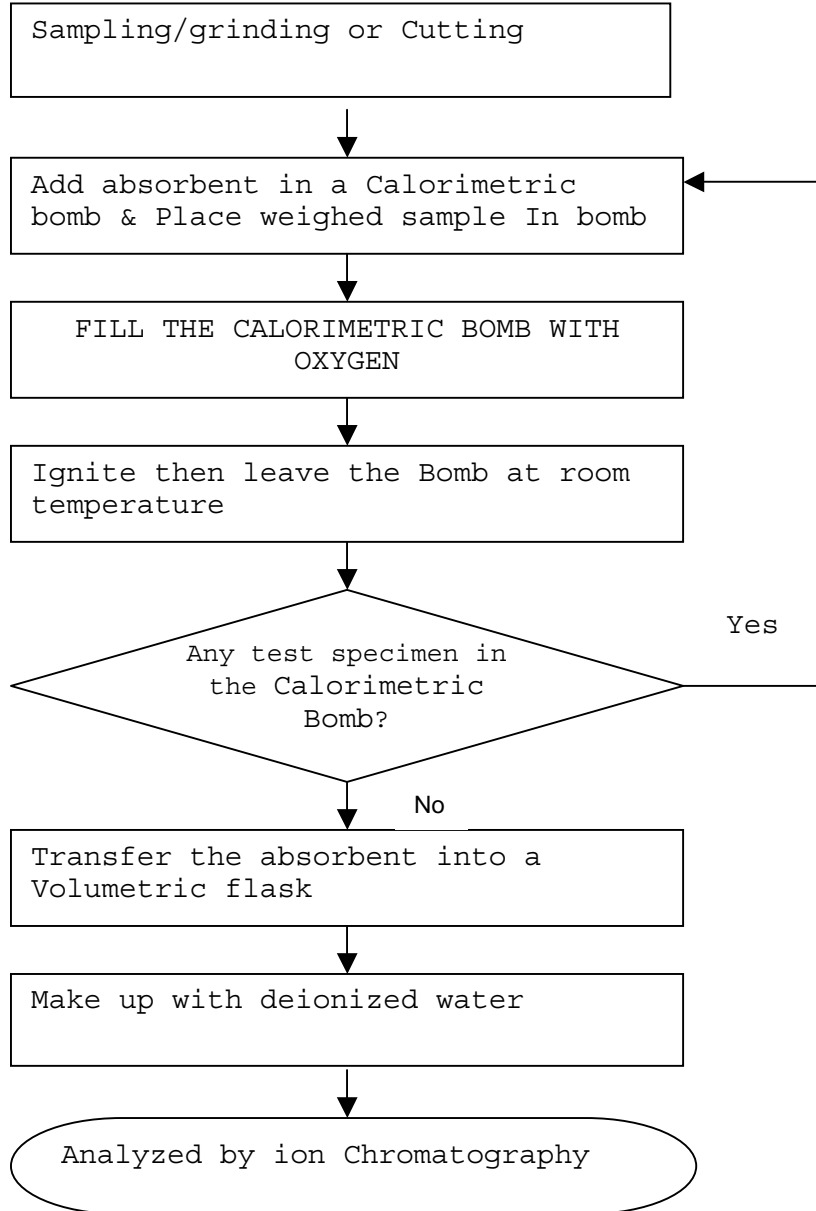 Sampling/grinding or Cutting
Add absorbent in a Calorimetric
bomb & Place weighed sample In bomb
FILL THE CALORIMETRIC BOMB WITH
OXYGEN
Ignite then leave the Bomb at room
temperature
Any test specimen in
the Calorimetric
Bomb?
Yes
No
Transfer the absorbent into a
Volumetric flask
Make up with deionized water
Analyzed by ion Chromatography